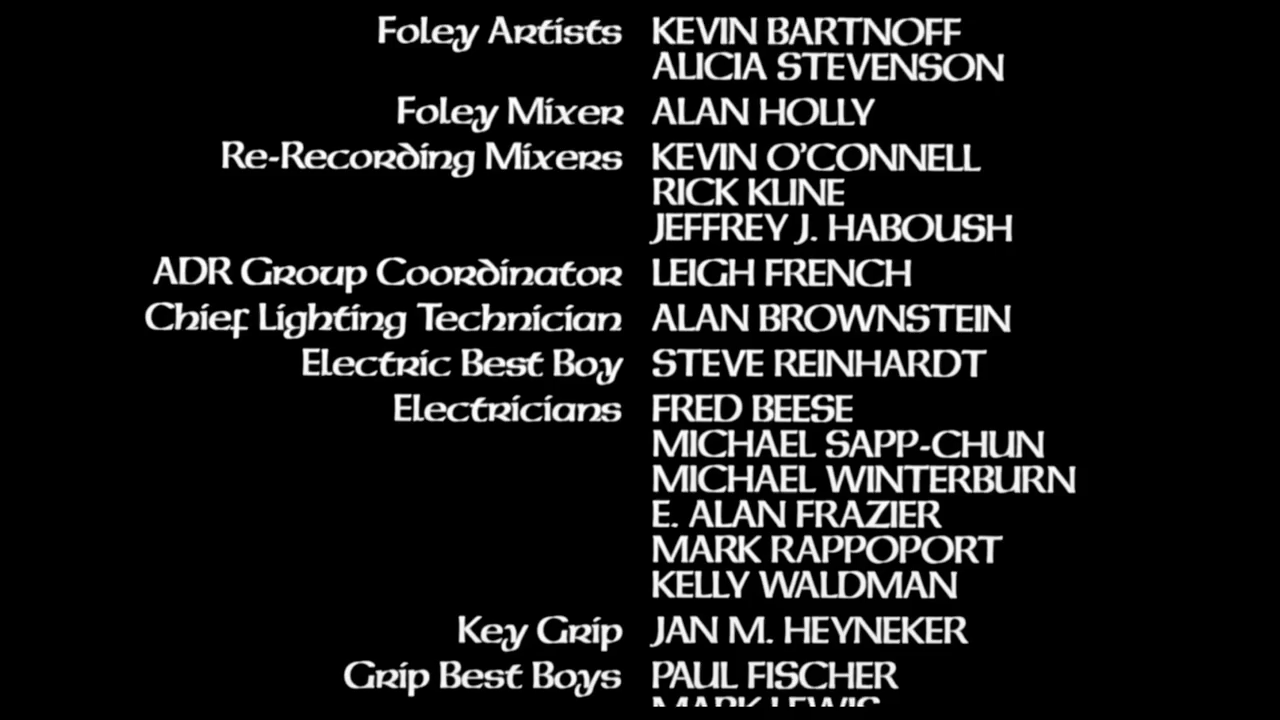 Foley Artists KEVIN BARTNOFF
ALICIA STEVENSON
Foley Mixer ALAN HOLLY
Re-Recording Mixers KEVIN O'CONNELL
RICK KLINE
JEFFREY J. HABOUSH
ADR Group Coordinator LEIGH FRENCH
Chief Lighting Technician ALAN BROWNSTEIN
Electric Best Boy STEVE REINHARDT
Electricians FRED BEESE
MICHAEL SAPP-CHUN
MICHAEL WINTERBURN
E. ALAN FRAZIER
MARK RAPPOPORT
KELLY WALDMAN
Key Grip JAN M. HEYNEKER
Grip Best Boys PAUL FISCHER
MARK LEWIS